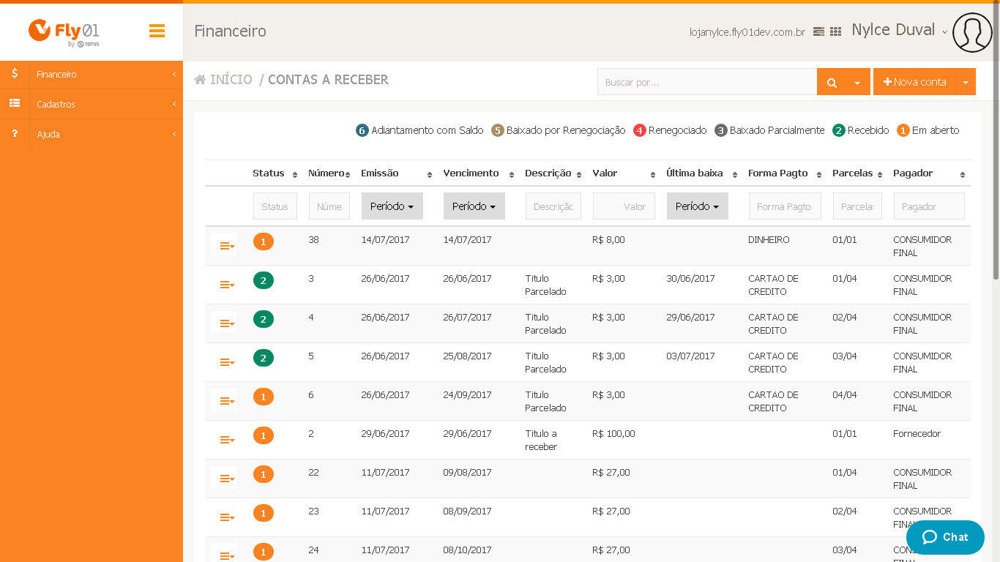 Fly01
by TOTVS
Financeiro
lojanylce.fly01dev.com.br
Nylce Duval
$ Financeiro
Cadastros
? Ajuda
INÍCIO / CONTAS A RECEBER
Buscar por...
Nova conta
6 Adiantamento com Saldo 5 Baixado por Renegociação 4 Renegociado 3 Baixado Parcialmente 2 Recebido 1 Em aberto
Status Número Emissão Vencimento Descrição Valor Última baixa Forma Pagto Parcelas Pagador
Status Núme Período Período Descriçã Valor Período Forma Pagto Parcela Pagador
1 38 14/07/2017 14/07/2017 R$ 8,00 DINHEIRO 01/01 CONSUMIDOR
FINAL
2 3 26/06/2017 26/06/2017 Titulo R$ 3,00 30/06/2017 CARTAO DE 01/04 CONSUMIDOR
Parcelado CREDITO FINAL
2 4 26/06/2017 26/07/2017 Titulo R$ 3,00 29/06/2017 CARTAO DE 02/04 CONSUMIDOR
Parcelado CREDITO FINAL
2 5 26/06/2017 25/08/2017 Titulo R$ 3,00 03/07/2017 CARTAO DE 03/04 CONSUMIDOR
Parcelado CREDITO FINAL
1 6 26/06/2017 24/09/2017 Titulo R$ 3,00 CARTAO DE 04/04 CONSUMIDOR
Parcelado CREDITO FINAL
1 2 29/06/2017 29/06/2017 Titulo a R$ 100,00 01/01 Fornecedor
receber
1 22 11/07/2017 09/08/2017 R$ 27,00 01/04 CONSUMIDOR
FINAL
1 23 11/07/2017 08/09/2017 R$ 27,00 02/04 CONSUMIDOR
FINA
1 24 11/07/2017 08/10/2017 R$ 27,00 03/04 CONS
Chat